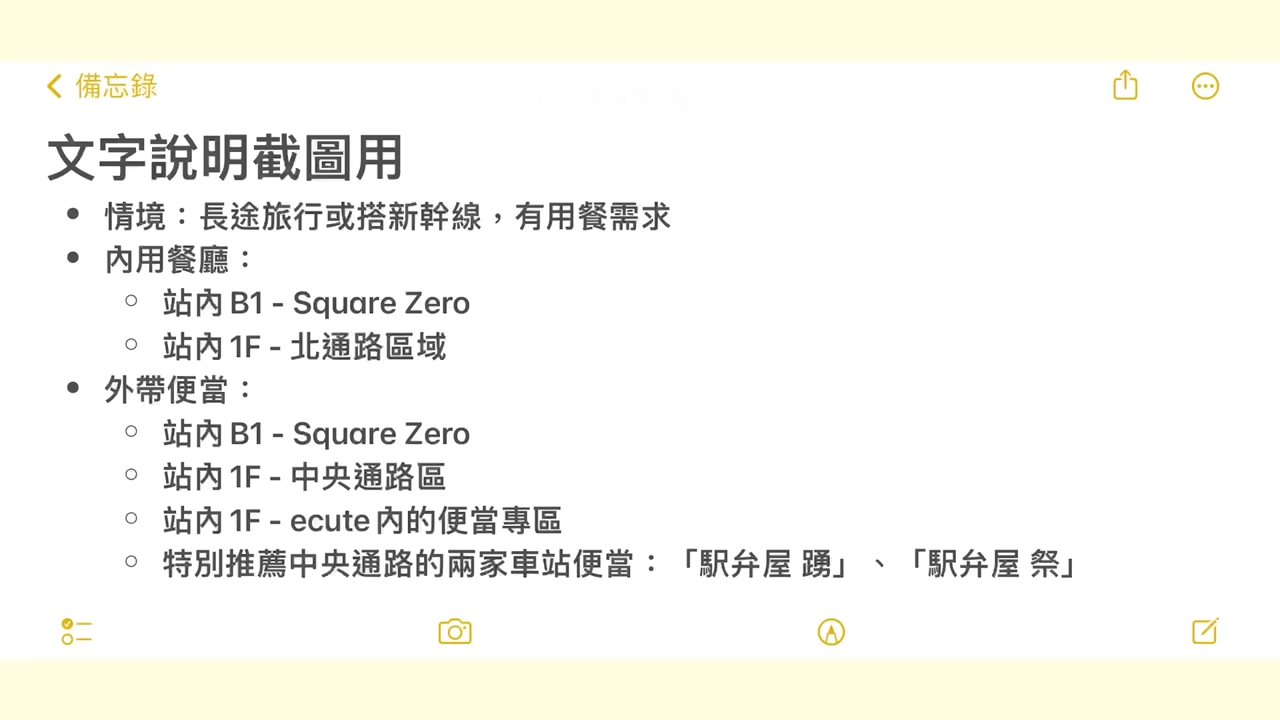 備忘錄
文字說明截圖用
情境：長途旅行或搭新幹線，有用餐需求
內用餐廳：
站內 B1 - Square Zero
站內 1F - 北通路區域
外帶便當：
站內 B1 - Square Zero
站內 1F - 中央通路區
站內 1F - ecute 內的便當專區
特別推薦中央通路的兩家車站便當：「駅弁屋 踴」、「駅弁屋 祭」